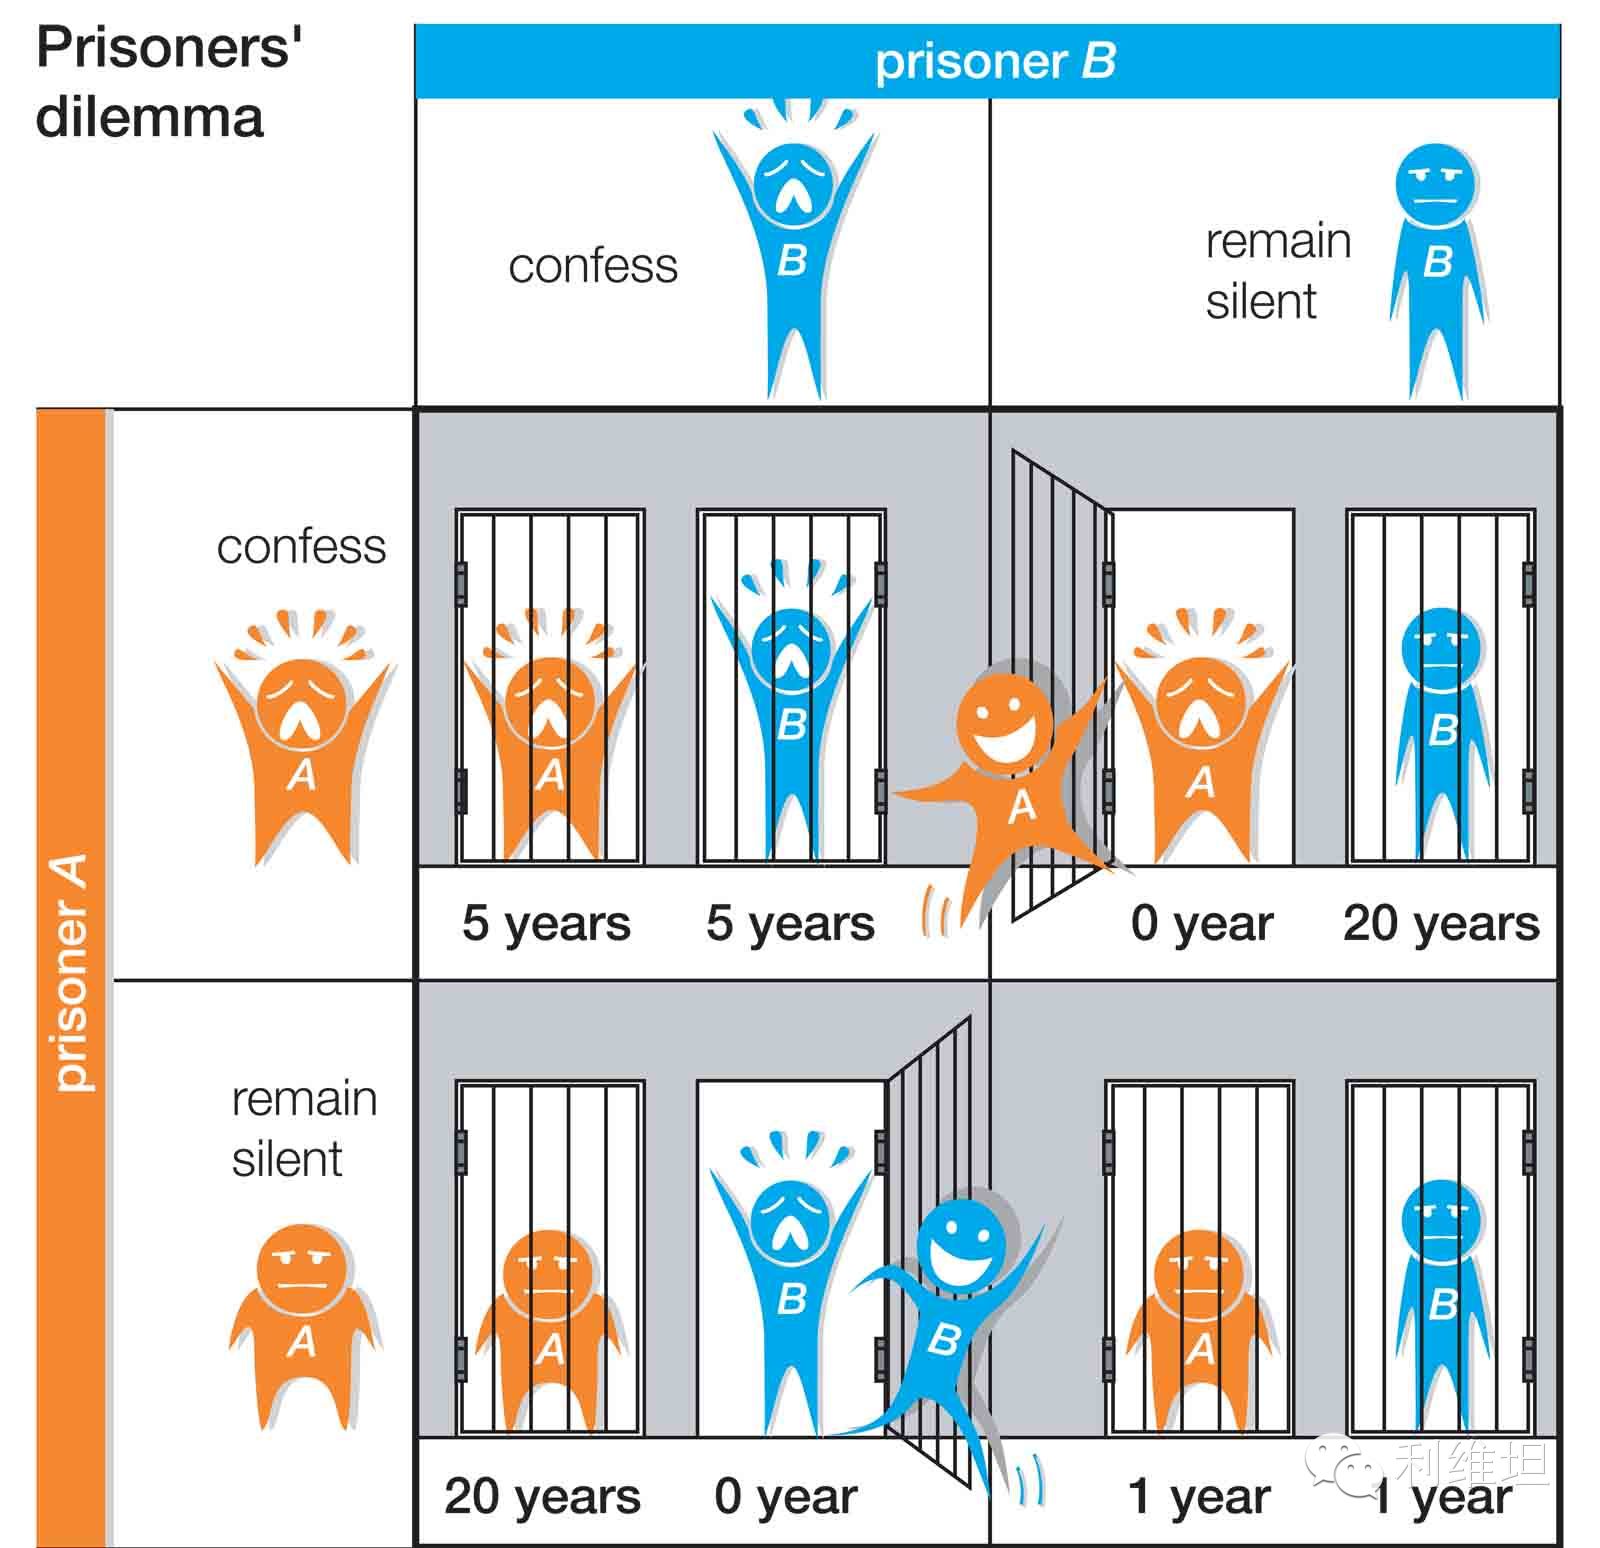 Prisoners'
dilemma
prisoner B
confess
B
remain
silent
B
prisoner A
confess
A
A
B
A
A
B
5 years
5 years
0 year
20 years
remain
silent
A
A
B
B
A
B
20 years
0 year
1 year
1 year
利维坦